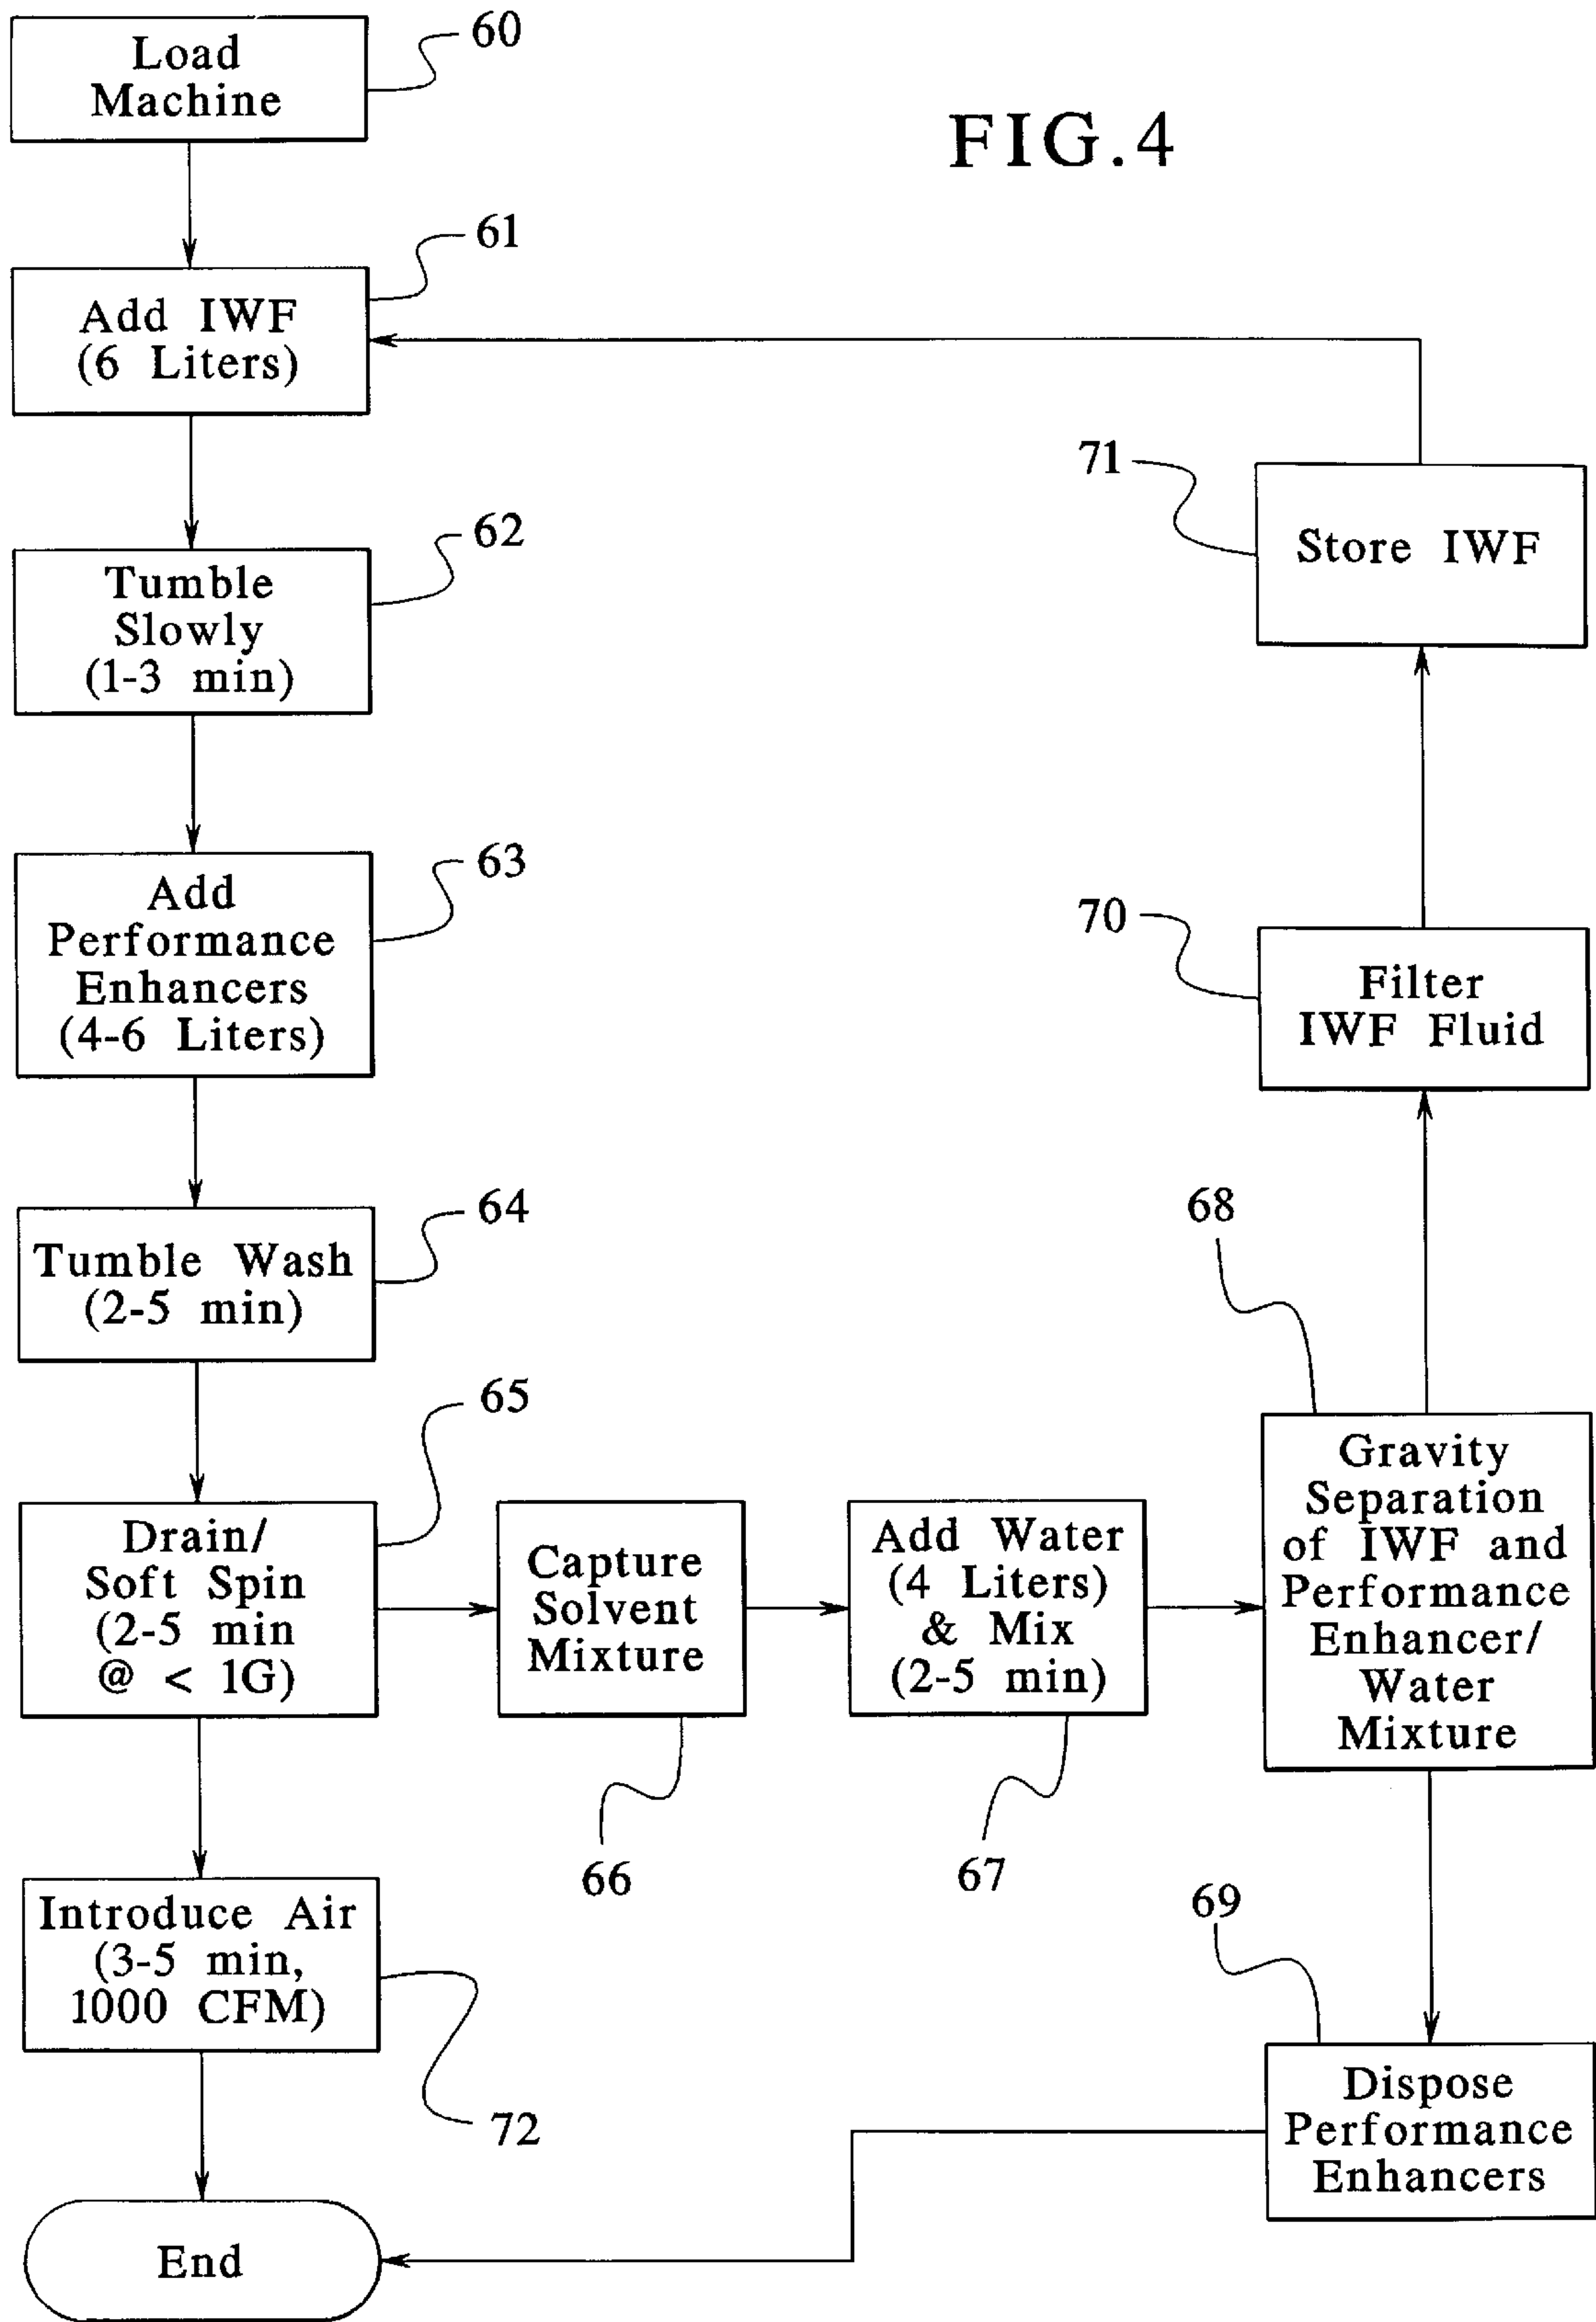 FIG.4
Load
Machine
60
Add IWF
(6 Liters)
61
Tumble
Slowly
(1-3 min)
62
Add
Performance
Enhancers
(4-6 Liters)
63
Tumble Wash
(2-5 min)
64
Drain/
Soft Spin
(2-5 min
@ < 1G)
65
Capture
Solvent
Mixture
66
Add Water
(4 Liters)
& Mix
(2-5 min)
67
Gravity
Separation
of IWF and
Performance
Enhancer/
Water
Mixture
68
Filter
IWF Fluid
70
Store IWF
71
Dispose
Performance
Enhancers
69
Introduce Air
(3-5 min,
1000 CFM)
72
End